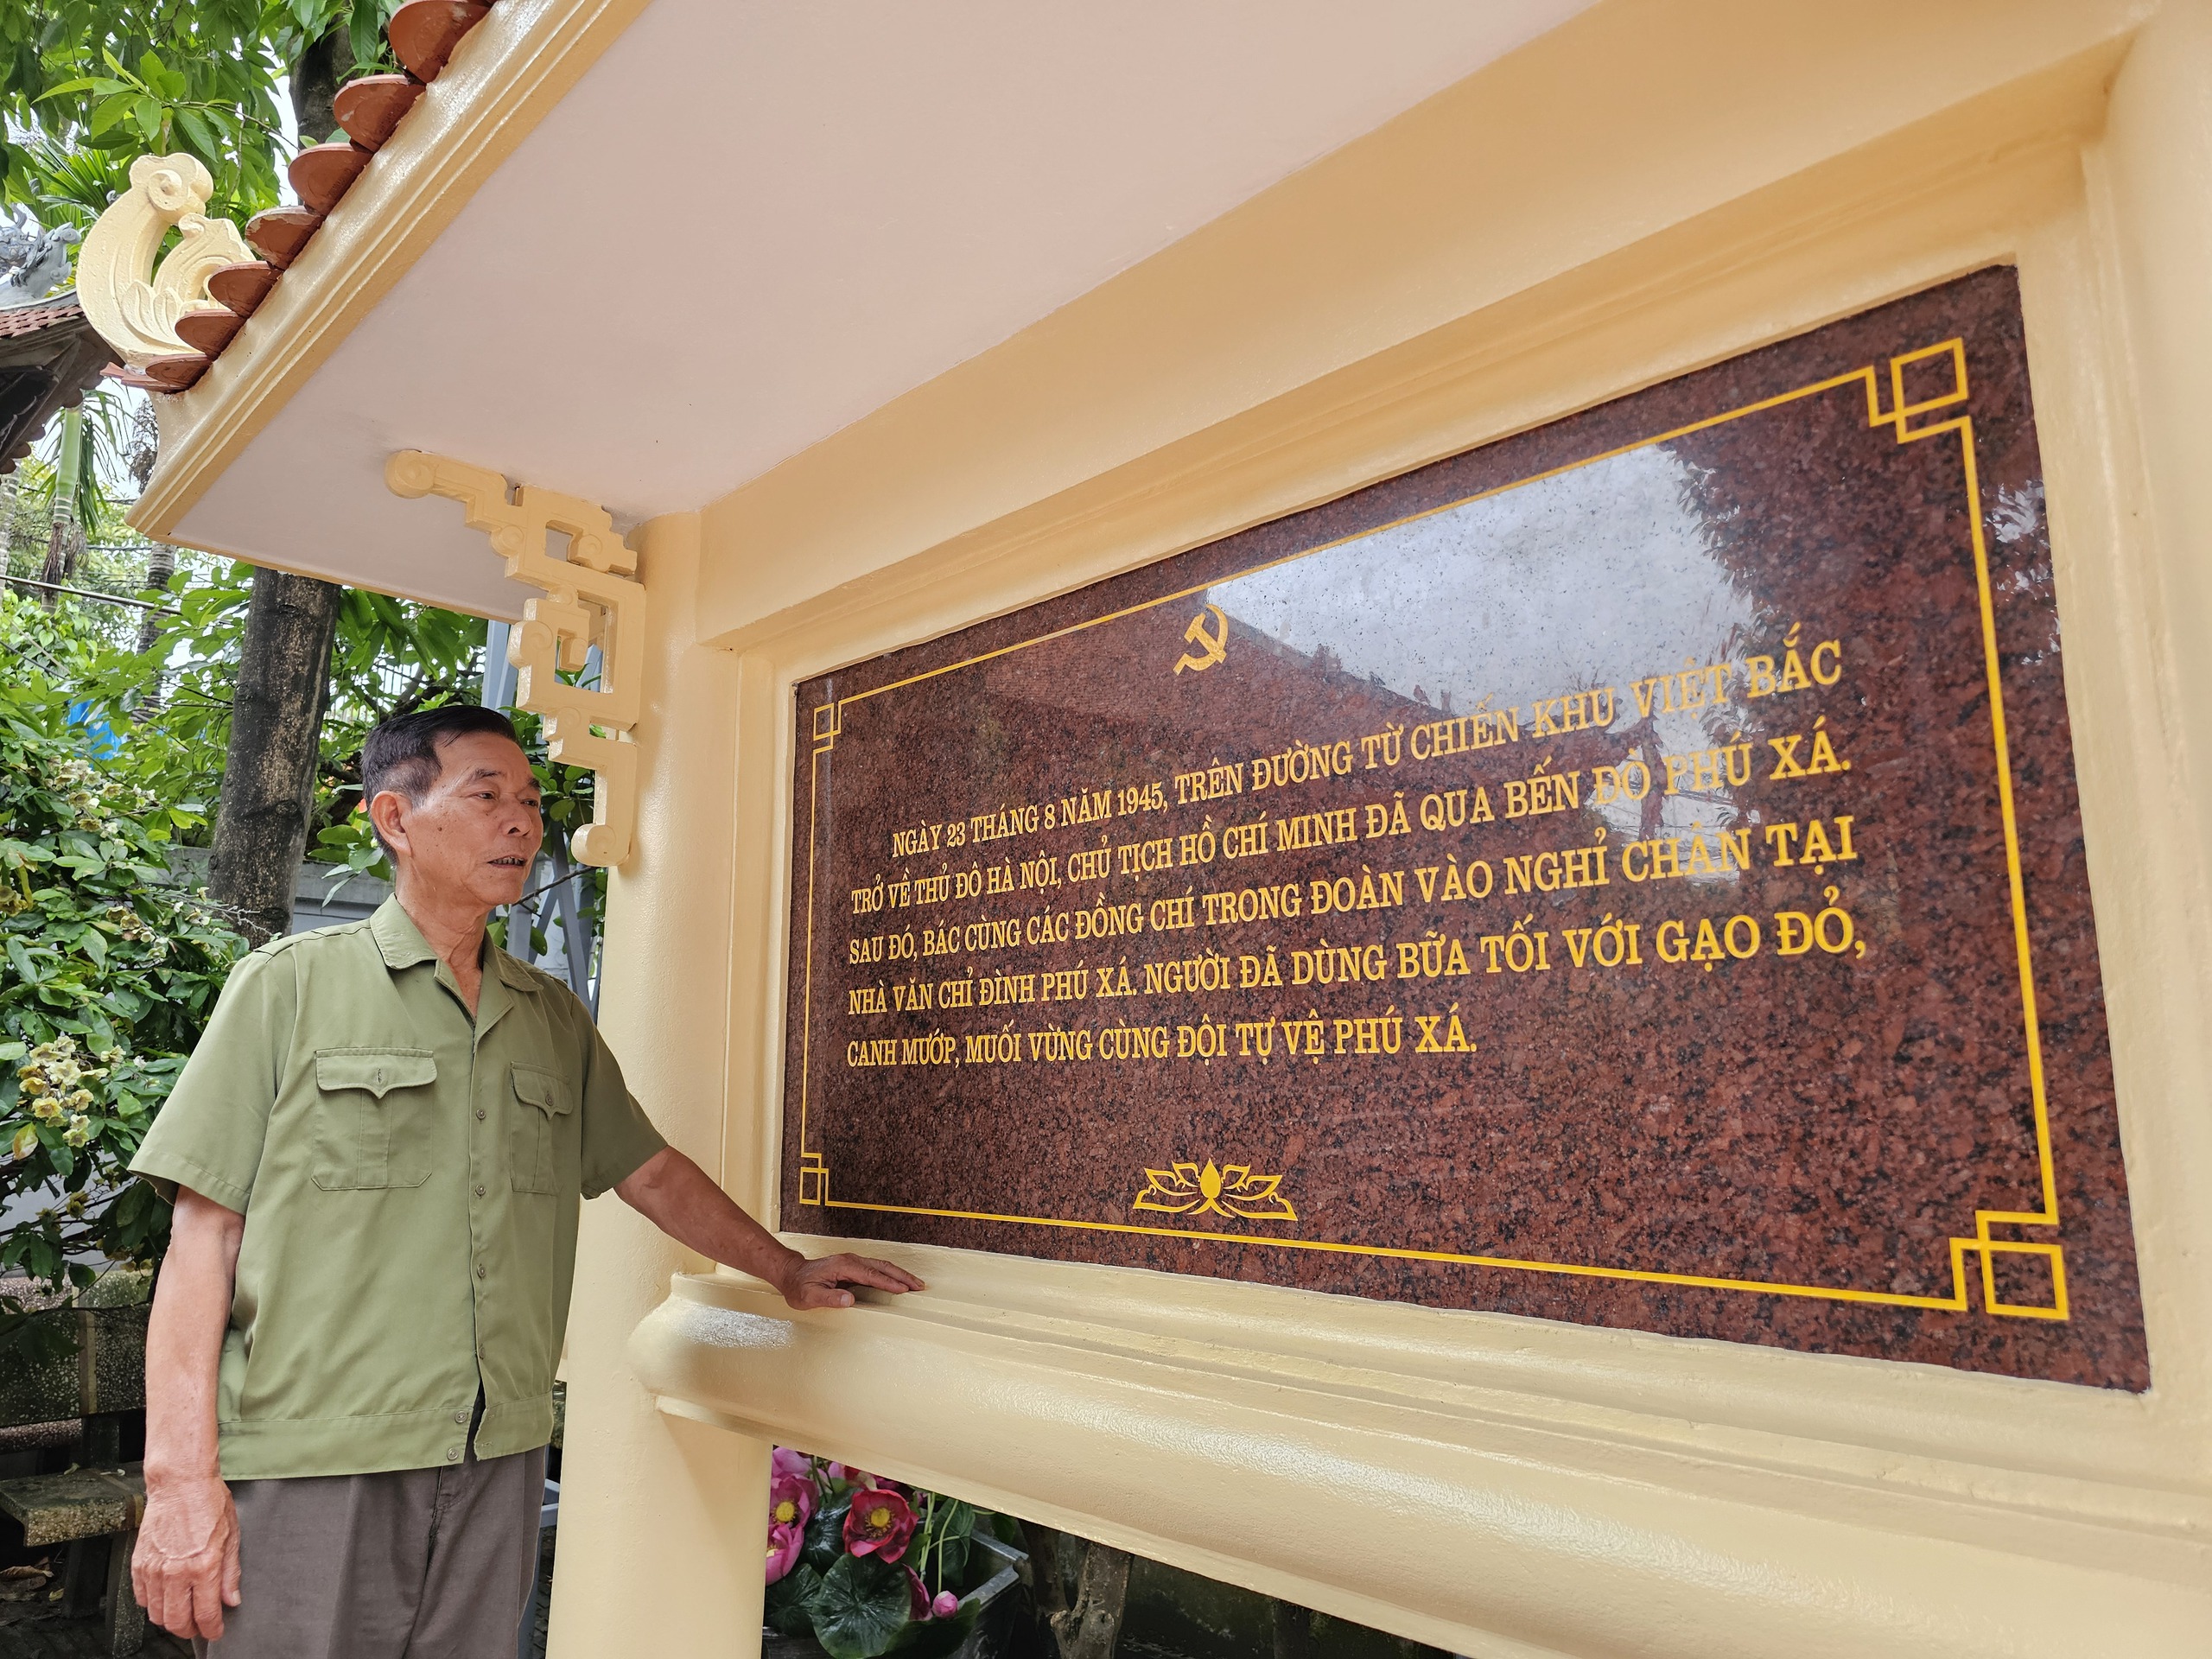 NGÀY 23 THÁNG 8 NĂM 1945, TRÊN ĐƯỜNG TỪ CHIẾN KHU VIỆT BẮC
TRỞ VỀ THỦ ĐÔ HÀ NỘI, CHỦ TỊCH HỒ CHÍ MINH ĐÃ QUA BẾN ĐÒ PHÚ XÁ.
SAU ĐÓ, BÁC CÙNG CÁC ĐỒNG CHÍ TRONG ĐOÀN VÀO NGHỈ CHÂN TẠI
NHÀ VĂN CHỈ ĐÌNH PHÚ XÁ. NGƯỜI ĐÃ DÙNG BỮA TỐI VỚI GẠO ĐỎ,
CANH MƯỚP, MUỐI VỪNG CÙNG ĐỘI TỰ VỆ PHÚ XÁ.